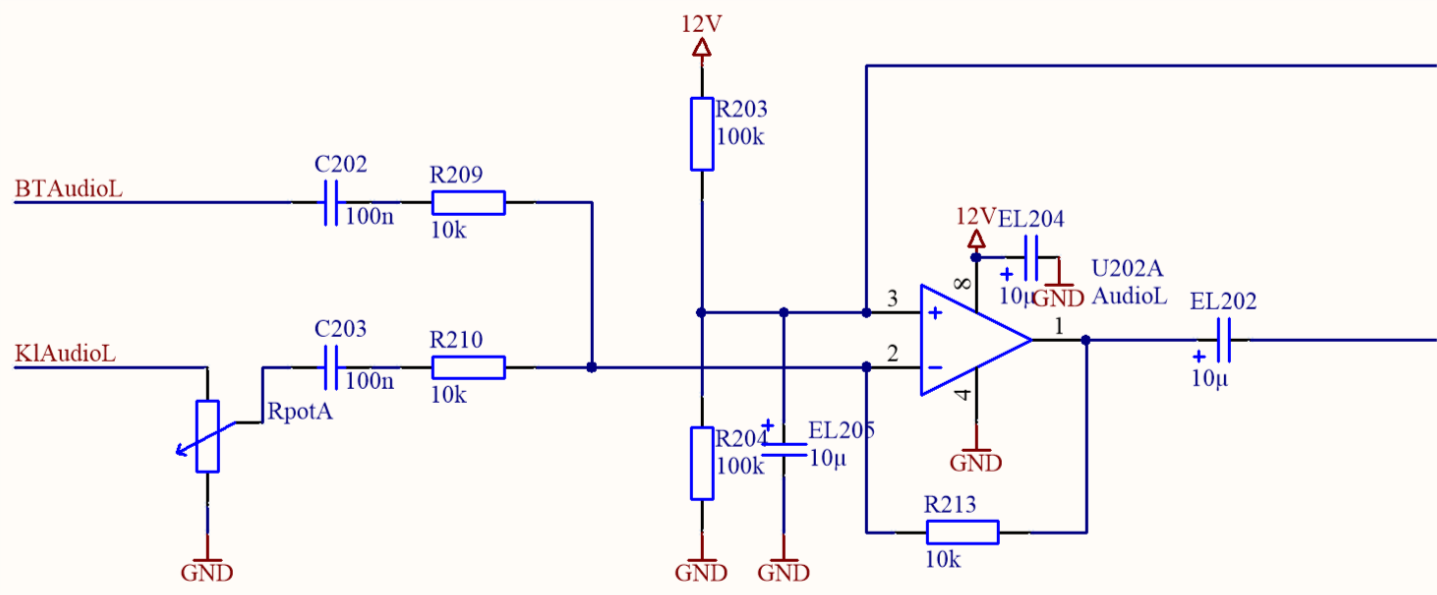 12V
R203
100k
C202
R209
BTAudioL
100n
10k
12V
EL204
10µ
GND
U202A
AudioL
8
3
+
1
EL202
+
10µ
C203
R210
KlAudioL
100n
10k
2
−
4
RpotA
R204
100k
+
EL205
10µ
GND
R213
10k
GND
GND
GND